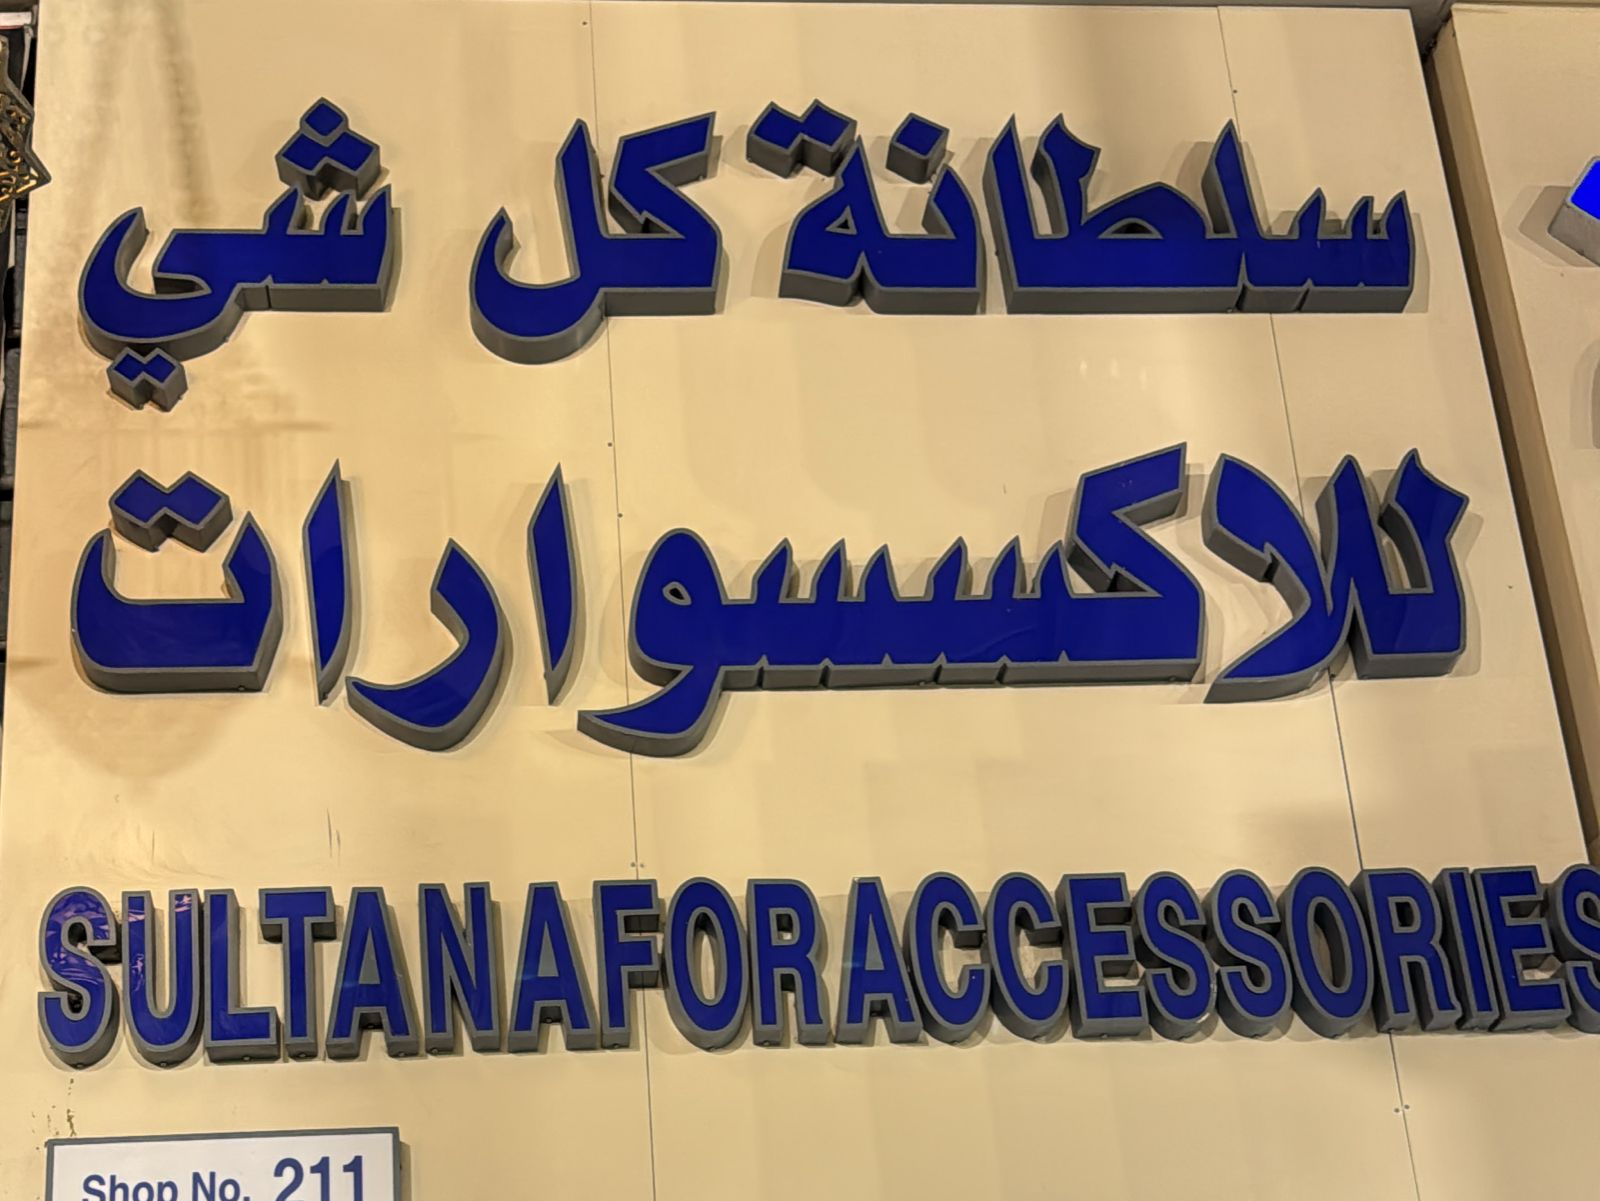 سلطانة كل شي
للاكسسوارات
SULTANA FOR ACCESSORIES
Shop No. 211